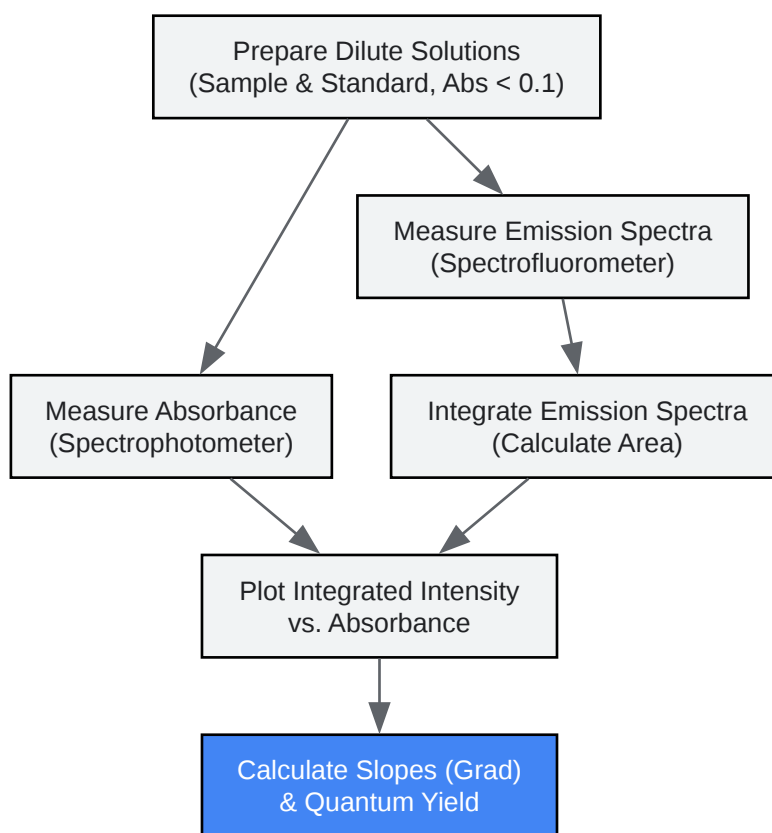 Prepare Dilute Solutions
(Sample & Standard, Abs < 0.1)
Measure Emission Spectra
(Spectrofluorometer)
Measure Absorbance
(Spectrophotometer)
Integrate Emission Spectra
(Calculate Area)
Plot Integrated Intensity
vs. Absorbance
Calculate Slopes (Grad)
& Quantum Yield